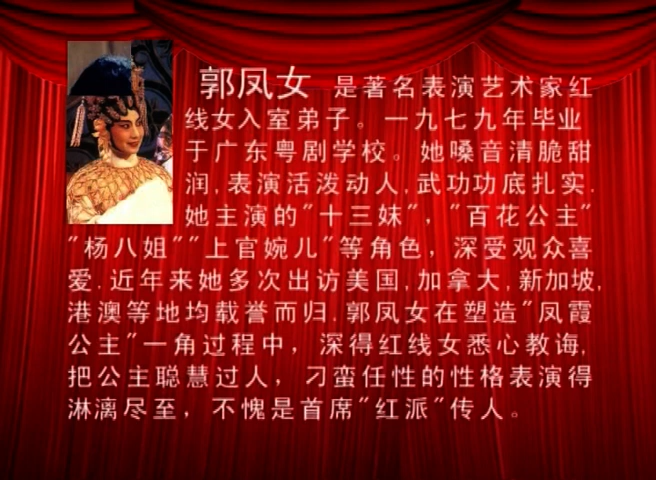 郭凤女 是著名表演艺术家红
线女入室弟子。一九七九年毕业
于广东粤剧学校。她嗓音清脆甜
润,表演活泼动人,武功功底扎实.
她主演的"十三妹"，"百花公主"
"杨八姐""上官婉儿"等角色，深受观众喜
爱.近年来她多次出访美国,加拿大,新加坡,
港澳等地均载誉而归.郭凤女在塑造"凤霞
公主"一角过程中，深得红线女悉心教诲,
把公主聪慧过人，刁蛮任性的性格表演得
淋漓尽至，不愧是首席"红派"传人。